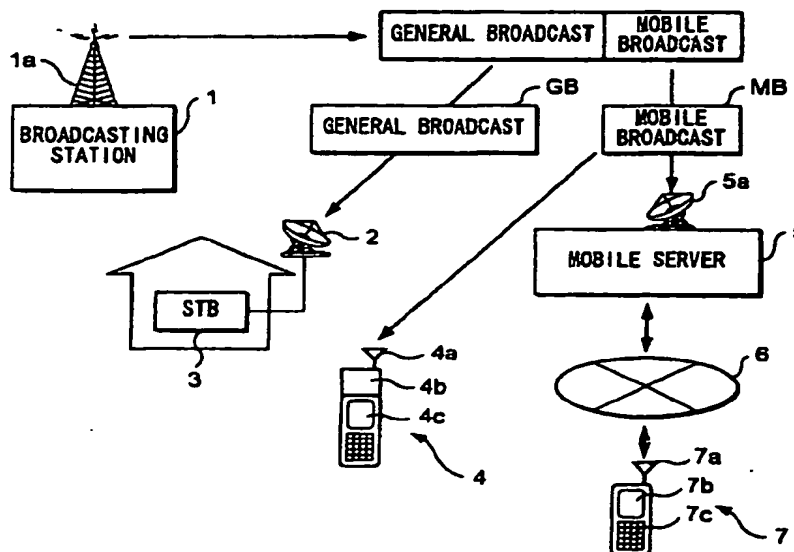 GENERAL BROADCAST
MOBILE
BROADCAST
1a
1
GB
MB
BROADCASTING
STATION
GENERAL BROADCAST
MOBILE
BROADCAST
5a
2
MOBILE SERVER
STB
3
4a
4b
4c
4
6
7a
7b
7c
7